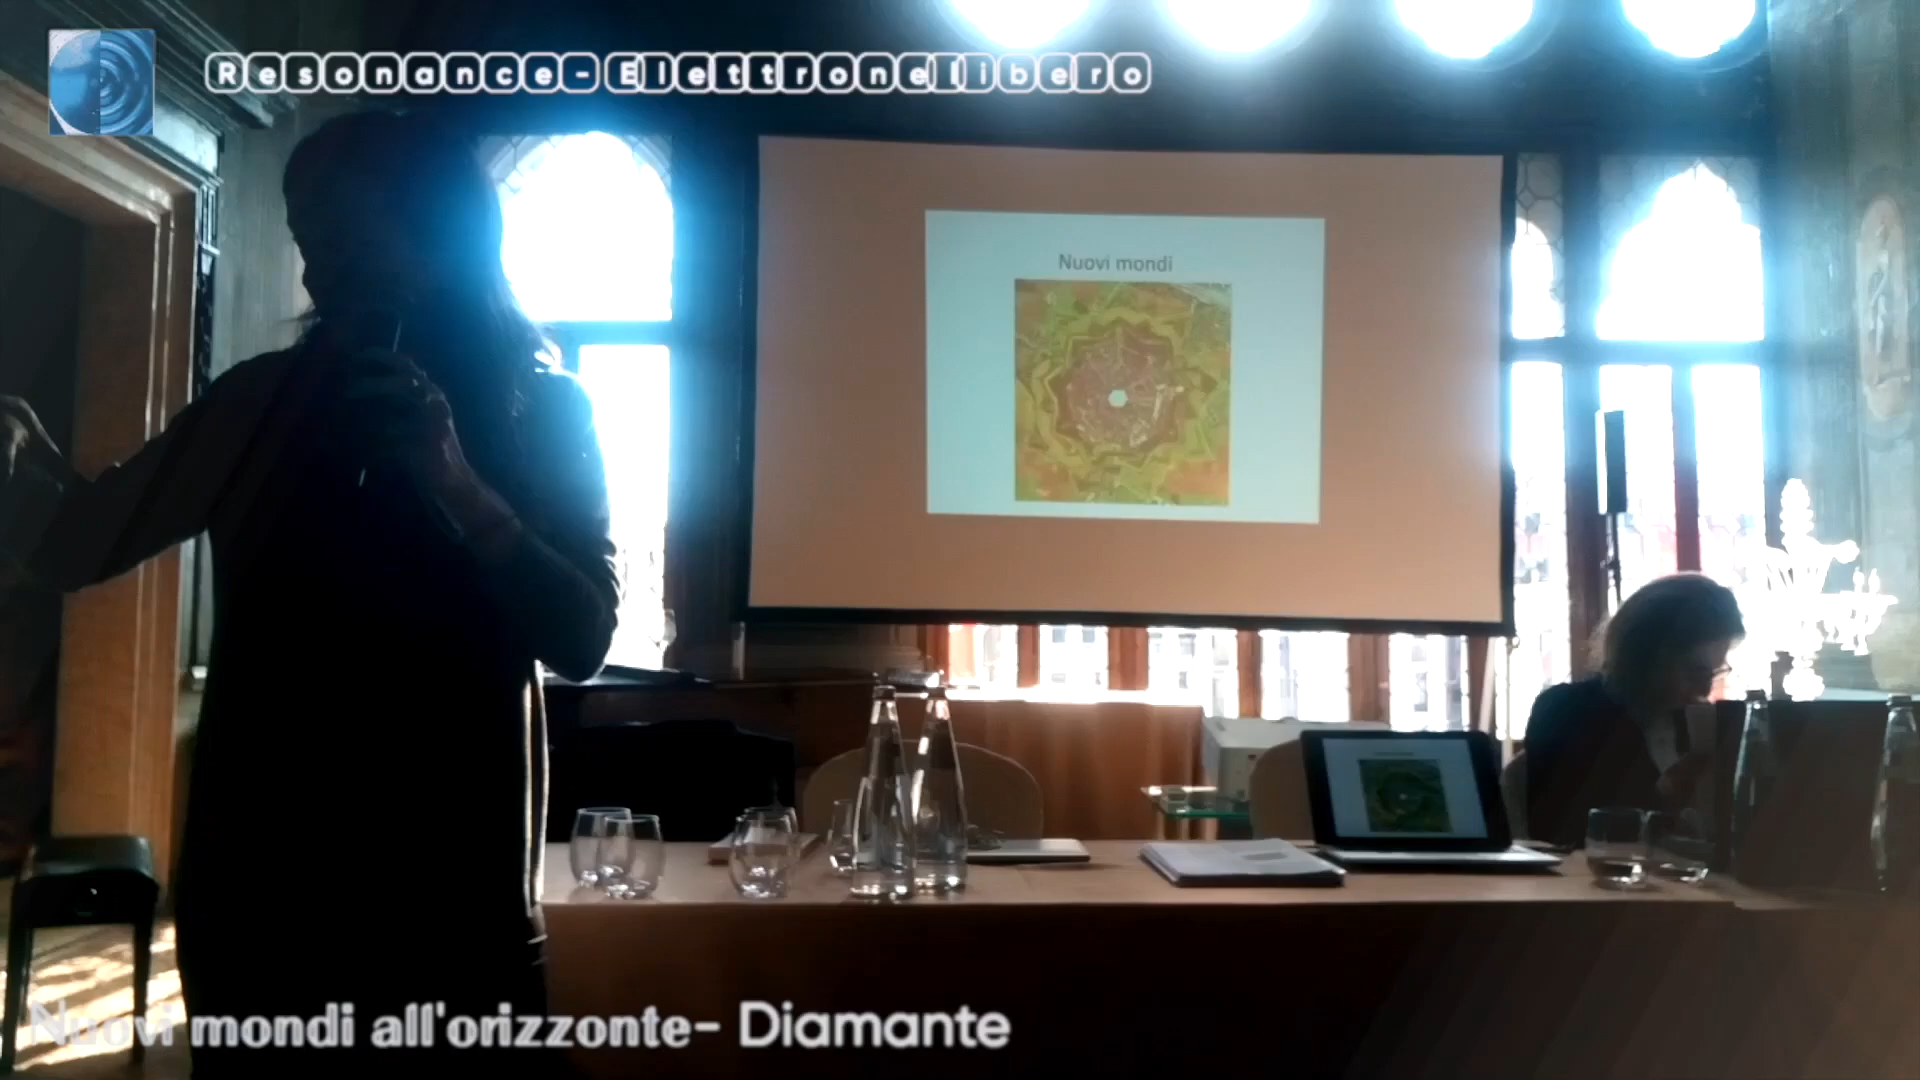 Resonance-Elettronelibero
Nuovi mondi
Nuovi mondi all'orizzonte- Diamante